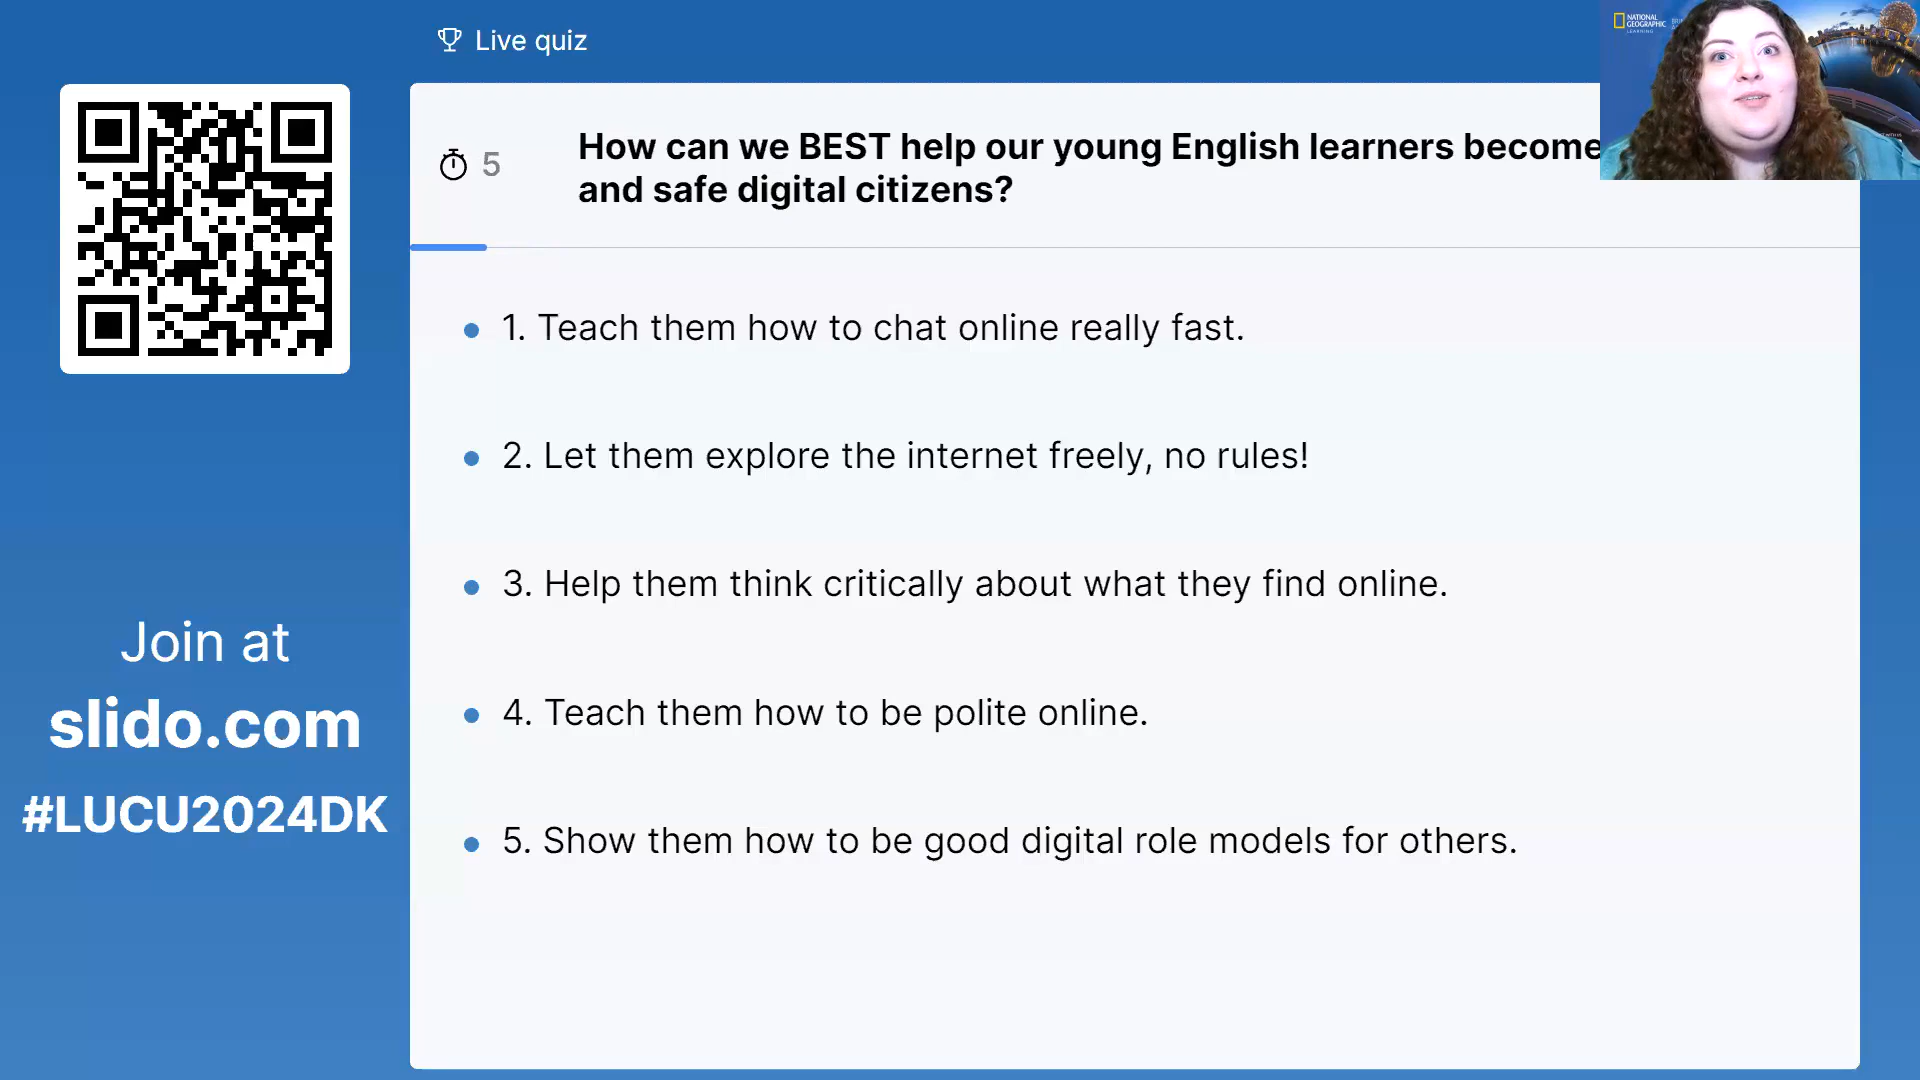 Live quiz
5
How can we BEST help our young English learners become
and safe digital citizens?
1. Teach them how to chat online really fast.
2. Let them explore the internet freely, no rules!
3. Help them think critically about what they find online.
4. Teach them how to be polite online.
5. Show them how to be good digital role models for others.
Join at
slido.com
#LUCU2024DK
NATIONAL
GEOGRAPHIC
LEARNING